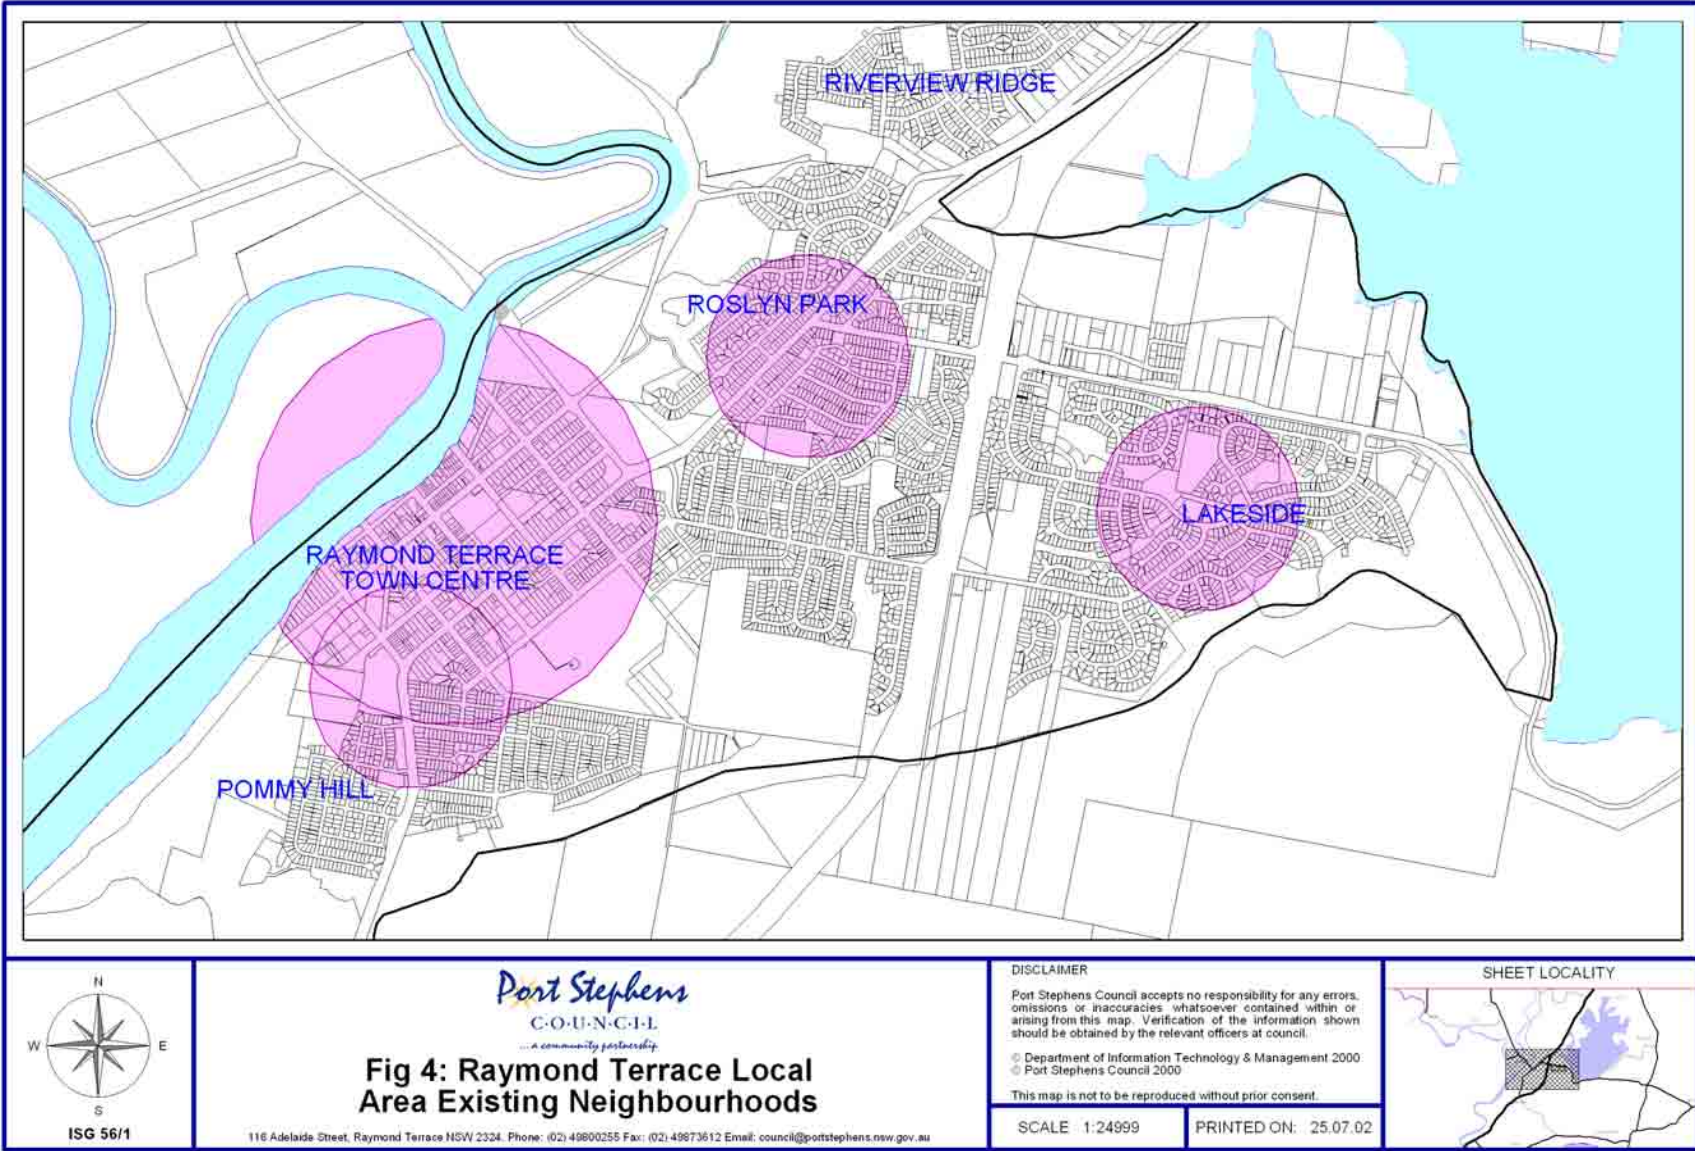 RIVERVIEW RIDGE
ROSLYN PARK
LAKESIDE
RAYMOND TERRACE
TOWN CENTRE
POMMY HILL
N
W
E
S
ISG 56/1
Port Stephens
C·O·U·N·C·I·L
... a community partnership
Fig 4: Raymond Terrace Local
Area Existing Neighbourhoods
116 Adelaide Street, Raymond Terrace NSW 2324. Phone: (02) 49800255 Fax: (02) 49873612 Email: council@portstephens.nsw.gov.au
DISCLAIMER
Port Stephens Council accepts no responsibility for any errors,
omissions or inaccuracies whatsoever contained within or
arising from this map. Verification of the information shown
should be obtained by the relevant officers at council.
© Department of Information Technology & Management 2000
© Port Stephens Council 2000
This map is not to be reproduced without prior consent.
SCALE 1:24999
PRINTED ON: 25.07.02
SHEET LOCALITY